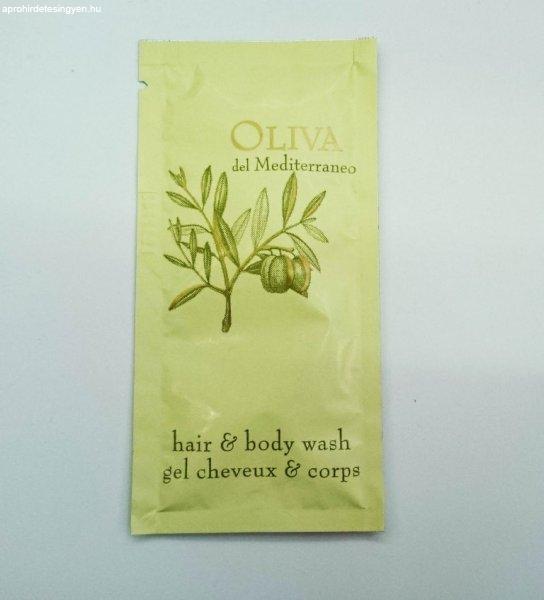 aprohirdetesingyen.hu
OLIVA
del Mediterraneo
hair & body wash
gel cheveux & corps